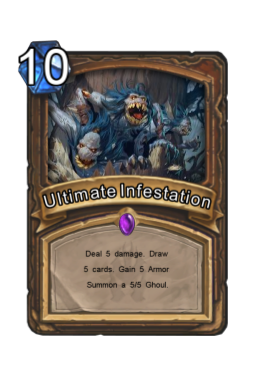 10
Ultimate Infestation
Deal 5 damage. Draw
5 cards. Gain 5 Armor
Summon a 5/5 Ghoul.